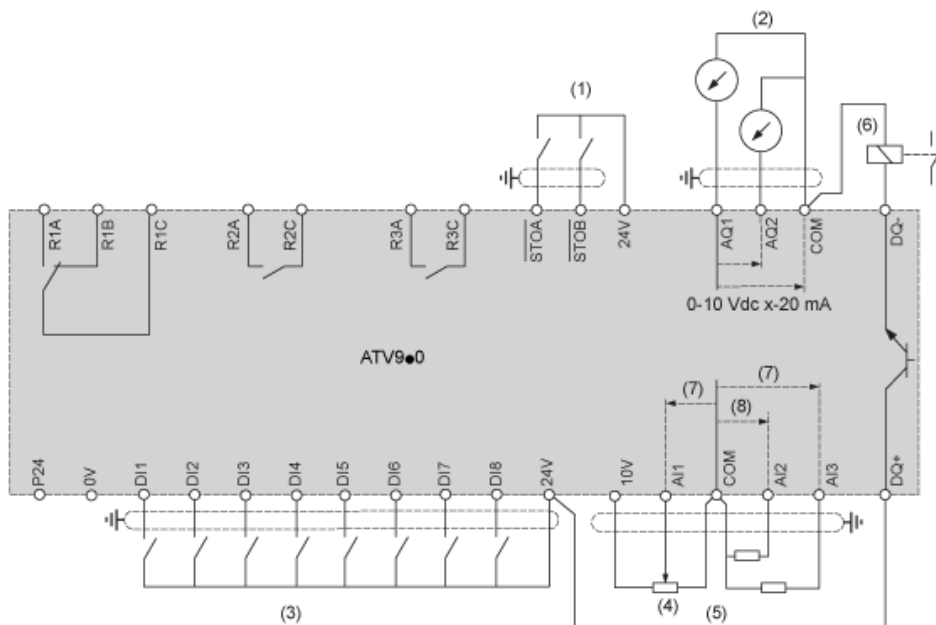 (2)
(1)
(6)
R1A
R1B
R1C
R2A
R2C
R3A
R3C
STOA
STOB
24V
AQ1
AQ2
COM
DQ-
0-10 Vdc x-20 mA
ATV9●0
(7)
(7)
(8)
P24
0V
DI1
DI2
DI3
DI4
DI5
DI6
DI7
DI8
24V
10V
AI1
COM
AI2
AI3
DQ+
(3)
(4)
(5)